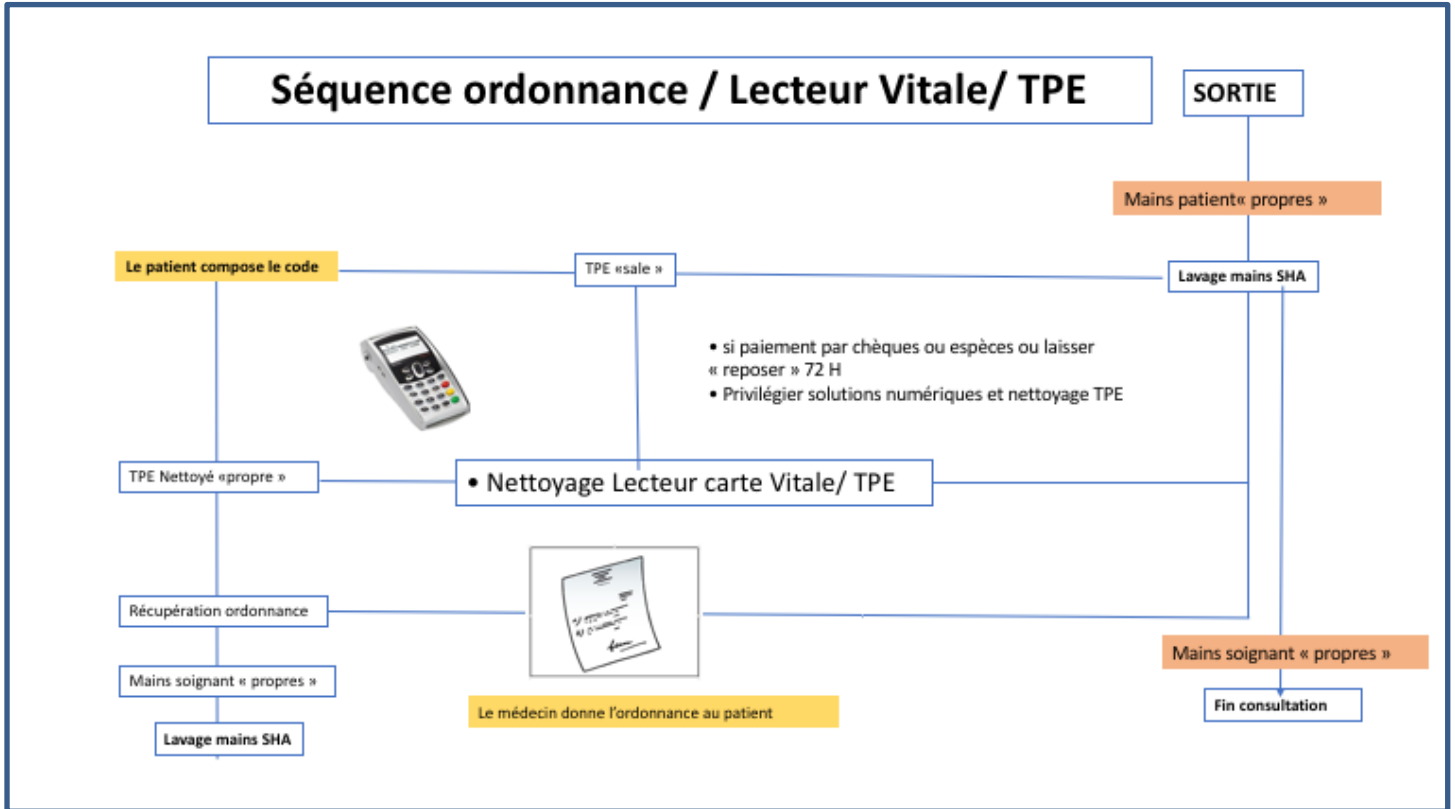 Séquence ordonnance / Lecteur Vitale/ TPE
SORTIE
Mains patient« propres »
Le patient compose le code
TPE «sale »
Lavage mains SHA
• si paiement par chèques ou espèces ou laisser
« reposer » 72 H
• Privilégier solutions numériques et nettoyage TPE
TPE Nettoyé «propre »
• Nettoyage Lecteur carte Vitale/ TPE
Récupération ordonnance
Mains soignant « propres »
Mains soignant « propres »
Le médecin donne l'ordonnance au patient
Fin consultation
Lavage mains SHA